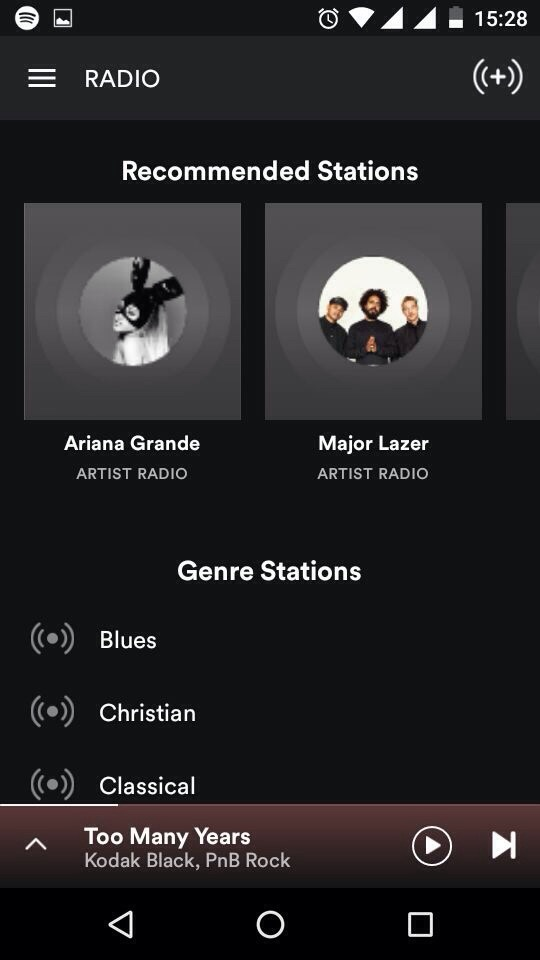 15:28
RADIO
Recommended Stations
Ariana Grande
ARTIST RADIO
Major Lazer
ARTIST RADIO
Genre Stations
Blues
Christian
Classical
Too Many Years
Kodak Black, PnB Rock